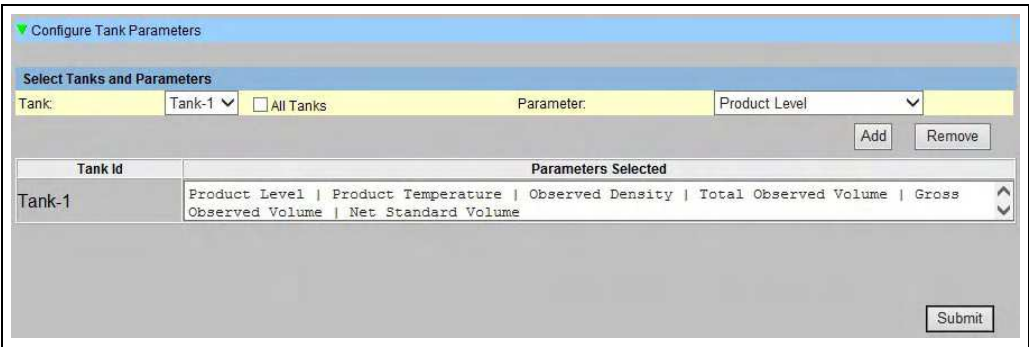 Configure Tank Parameters
Select Tanks and Parameters
Tank: Tank-1 All Tanks Parameter: Product Level
Add Remove
Tank Id Parameters Selected
Tank-1 Product Level | Product Temperature | Observed Density | Total Observed Volume | Gross
Observed Volume | Net Standard Volume
Submit